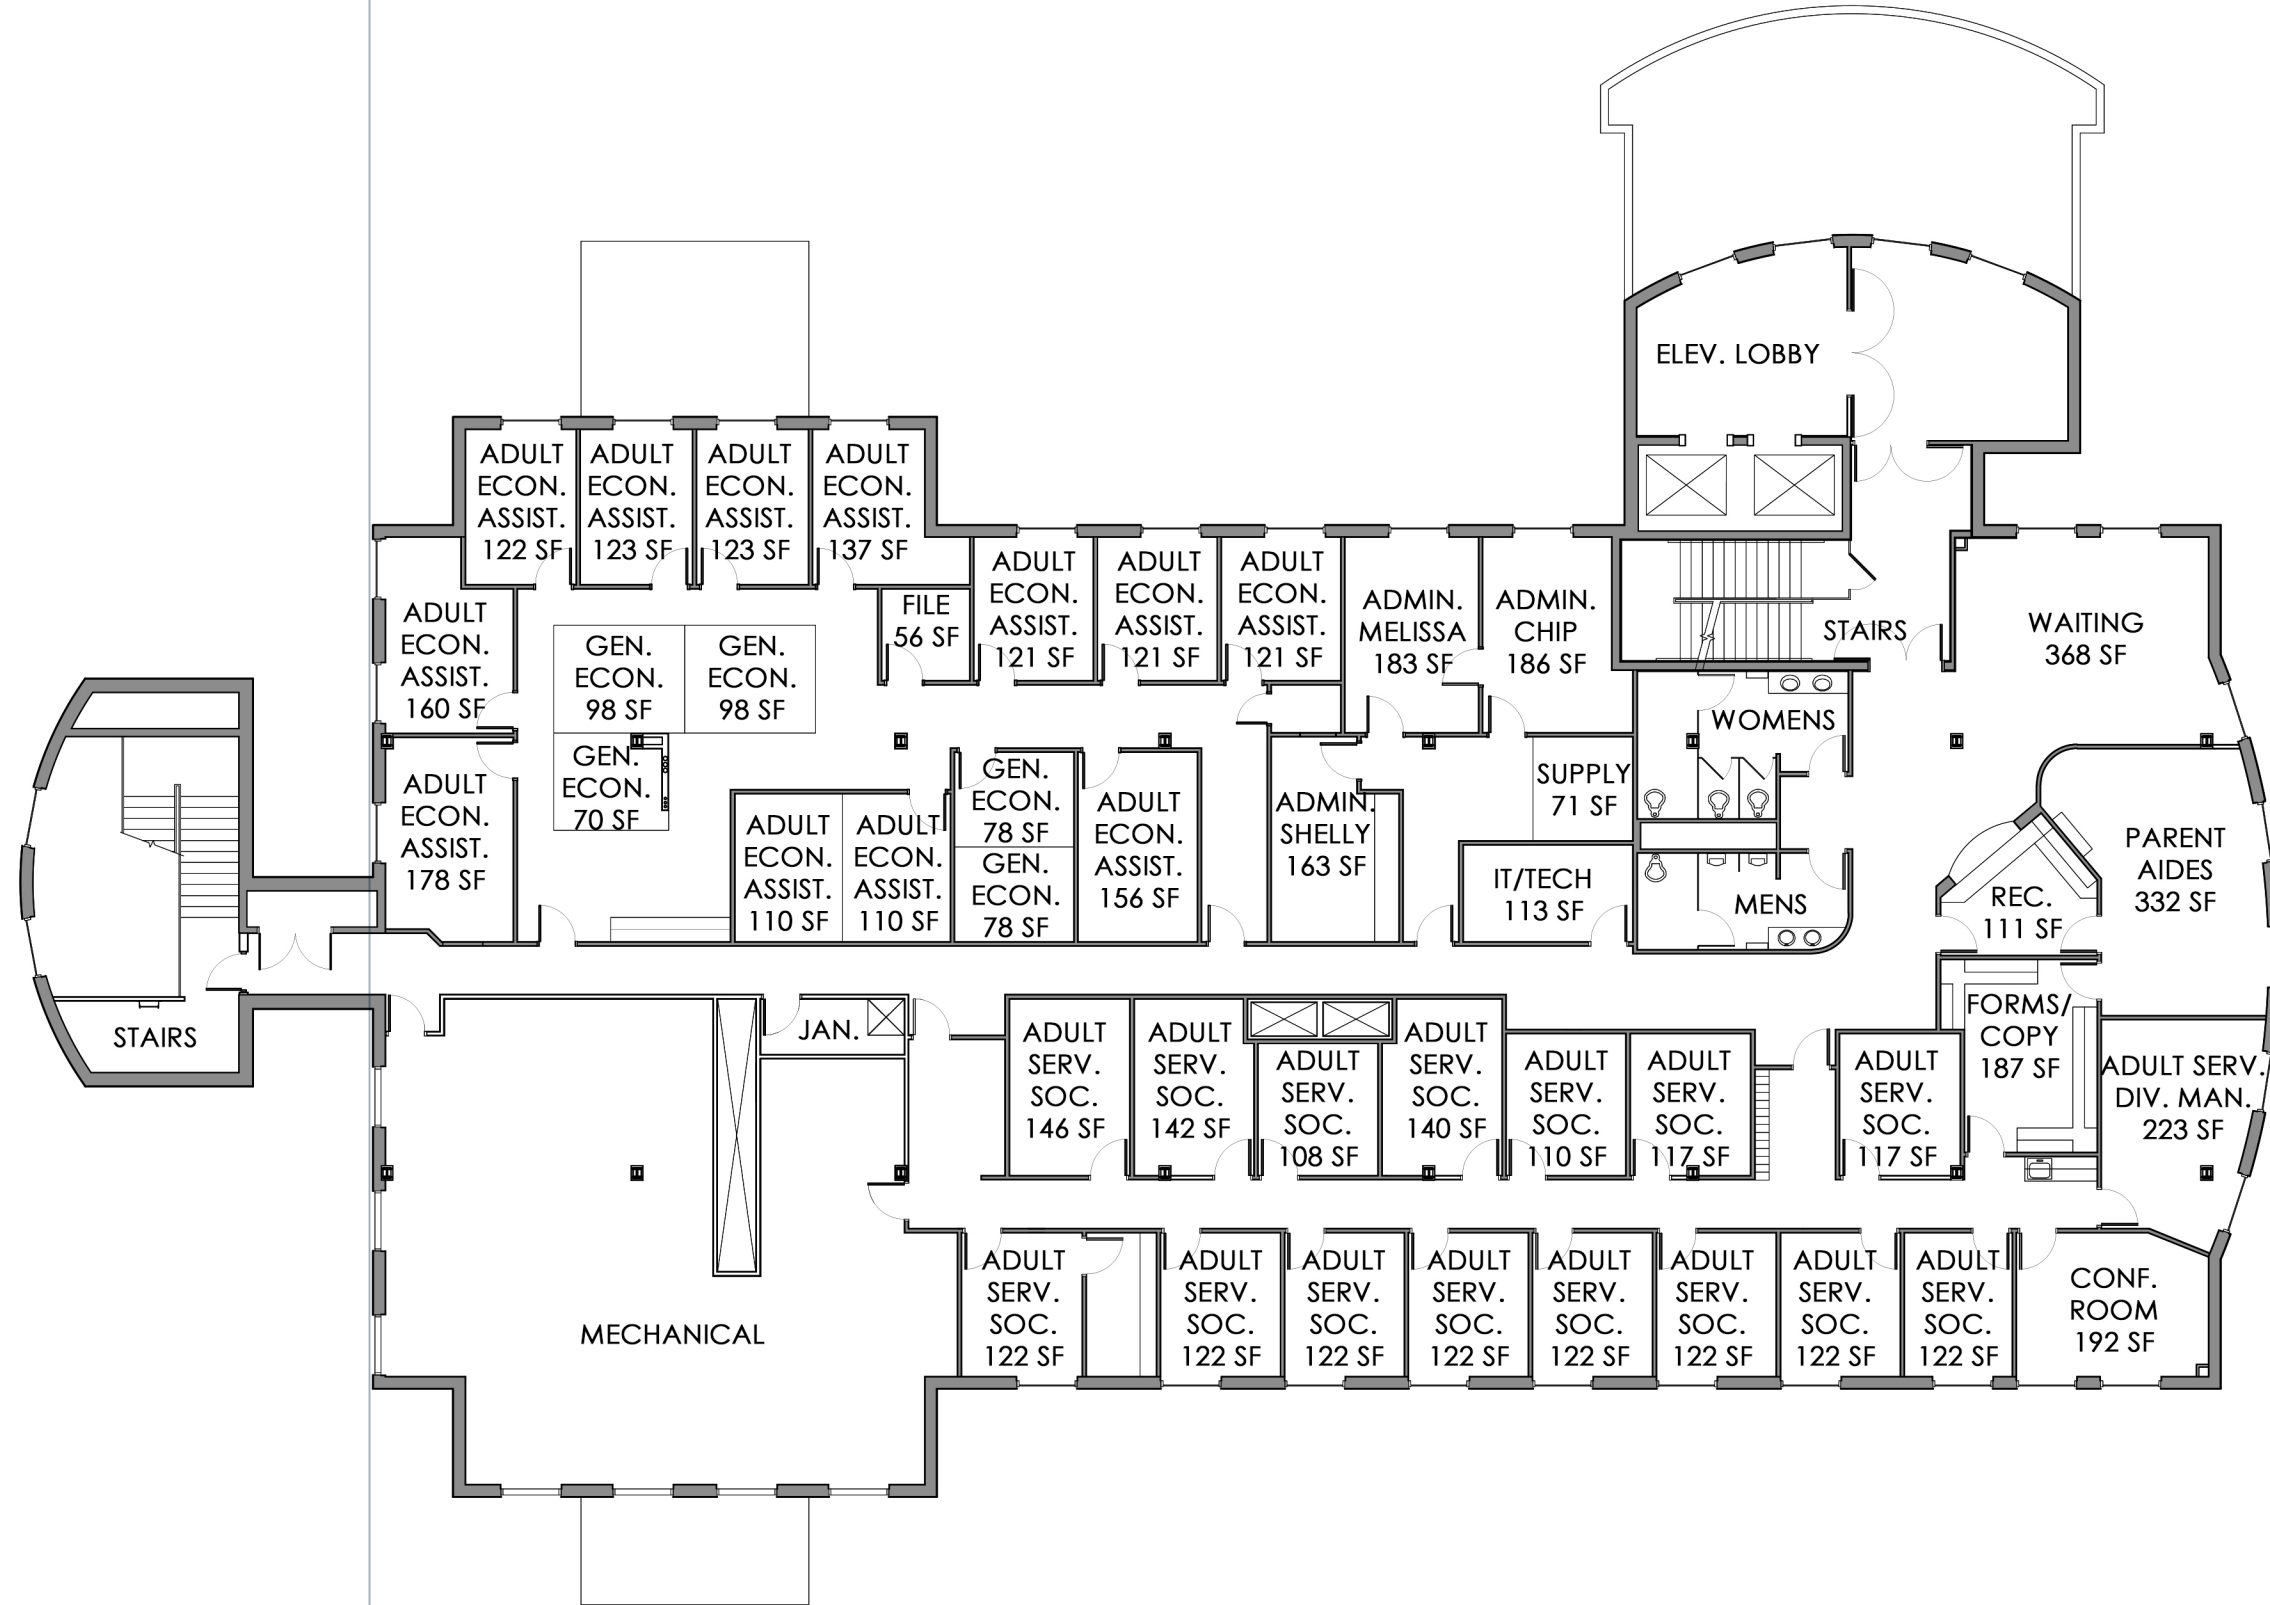 ELEV. LOBBY
ADULT
ECON.
ASSIST.
122 SF
ADULT
ECON.
ASSIST.
123 SF
ADULT
ECON.
ASSIST.
123 SF
ADULT
ECON.
ASSIST.
137 SF
ADULT
ECON.
ASSIST.
160 SF
GEN.
ECON.
98 SF
GEN.
ECON.
98 SF
FILE
56 SF
ADULT
ECON.
ASSIST.
121 SF
ADULT
ECON.
ASSIST.
121 SF
ADULT
ECON.
ASSIST.
121 SF
ADMIN.
MELISSA
183 SF
ADMIN.
CHIP
186 SF
STAIRS
WAITING
368 SF
WOMENS
ADULT
ECON.
ASSIST.
178 SF
GEN.
ECON.
70 SF
ADULT
ECON.
ASSIST.
110 SF
ADULT
ECON.
ASSIST.
110 SF
GEN.
ECON.
78 SF
GEN.
ECON.
78 SF
ADULT
ECON.
ASSIST.
156 SF
ADMIN.
SHELLY
163 SF
SUPPLY
71 SF
IT/TECH
113 SF
MENS
REC.
111 SF
PARENT
AIDES
332 SF
STAIRS
JAN.
ADULT
SERV.
SOC.
146 SF
ADULT
SERV.
SOC.
142 SF
ADULT
SERV.
SOC.
108 SF
ADULT
SERV.
SOC.
140 SF
ADULT
SERV.
SOC.
110 SF
ADULT
SERV.
SOC.
117 SF
ADULT
SERV.
SOC.
117 SF
FORMS/
COPY
187 SF
ADULT SERV.
DIV. MAN.
223 SF
MECHANICAL
ADULT
SERV.
SOC.
122 SF
ADULT
SERV.
SOC.
122 SF
ADULT
SERV.
SOC.
122 SF
ADULT
SERV.
SOC.
122 SF
ADULT
SERV.
SOC.
122 SF
ADULT
SERV.
SOC.
122 SF
ADULT
SERV.
SOC.
122 SF
ADULT
SERV.
SOC.
122 SF
CONF.
ROOM
192 SF